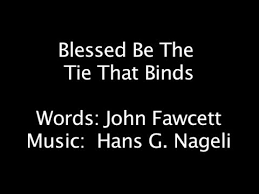 Blessed Be The
Tie That Binds
Words: John Fawcett
Music:  Hans G. Nageli